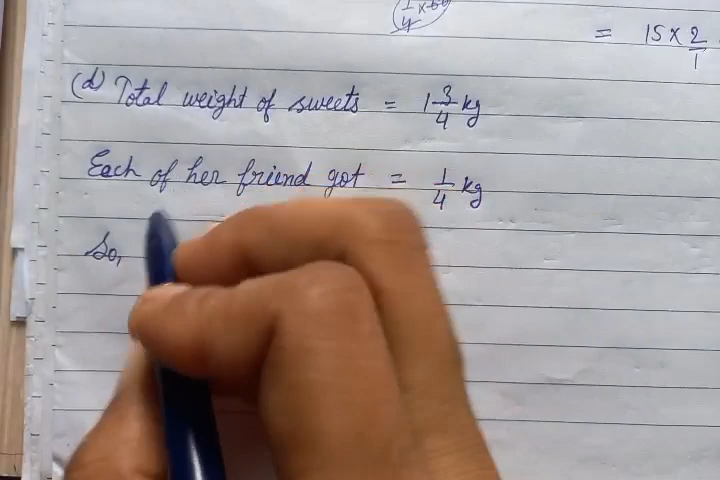 = 15 × 2/1
(d) Total weight of sweets = 1 3/4 kg
Each of her friend got = 1/4 kg
So,